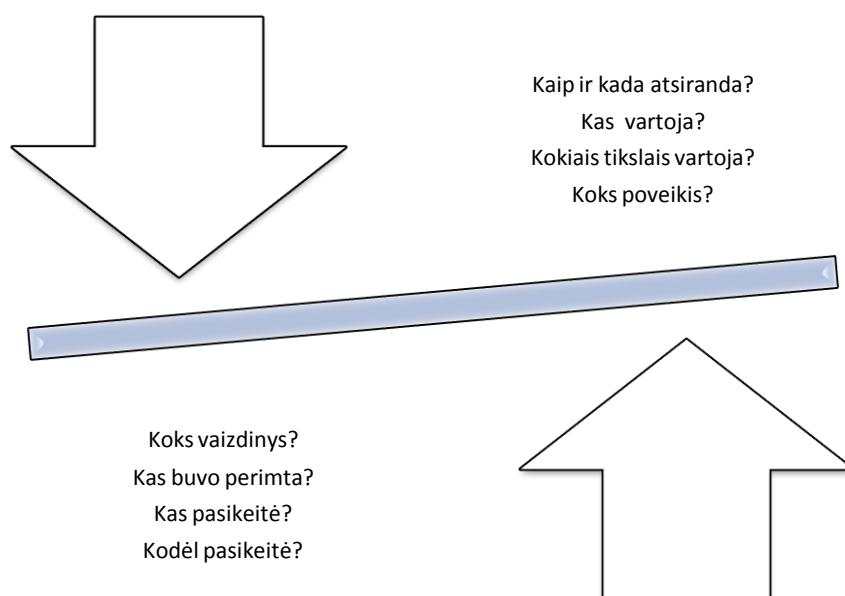 Kaip ir kada atsiranda?
Kas vartoja?
Kokiais tikslais vartoja?
Koks poveikis?
Koks vaizdinys?
Kas buvo perimta?
Kas pasikeitė?
Kodėl pasikeitė?